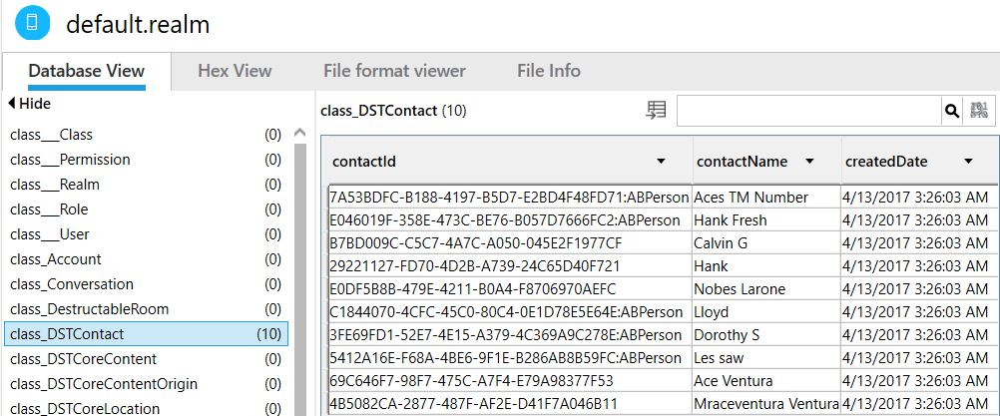 default.realm
Database View Hex View File format viewer File Info
Hide
class___Class (0)
class___Permission (0)
class___Realm (0)
class___Role (0)
class___User (0)
class_Account (0)
class_Conversation (0)
class_DestructableRoom (0)
class_DSTContact (10)
class_DSTCoreContent (0)
class_DSTCoreContentOrigin (0)
class_DSTCoreLocation (0)
class_DSTContact (10)
contactId contactName createdDate
7A53BDFC-B188-4197-B5D7-E2BD4F48FD71:ABPerson Aces TM Number 4/13/2017 3:26:03 AM
E046019F-358E-473C-BE76-B057D7666FC2:ABPerson Hank Fresh 4/13/2017 3:26:03 AM
B7BD009C-C5C7-4A7C-A050-045E2F1977CF Calvin G 4/13/2017 3:26:03 AM
29221127-FD70-4D2B-A739-24C65D40F721 Hank 4/13/2017 3:26:03 AM
E0DF5B8B-479E-4211-B0A4-F8706970AEFC Nobes Larone 4/13/2017 3:26:03 AM
C1844070-4CFC-45C0-80C4-0E1D78E5E64E:ABPerson Lloyd 4/13/2017 3:26:03 AM
3FE69FD1-52E7-4E15-A379-4C369A9C278E:ABPerson Dorothy S 4/13/2017 3:26:03 AM
5412A16E-F68A-4BE6-9F1E-B286AB8B59FC:ABPerson Les saw 4/13/2017 3:26:03 AM
69C646F7-98F7-475C-A7F4-E79A98377F53 Ace Ventura 4/13/2017 3:26:03 AM
4B5082CA-2877-487F-AF2E-D41F7A046B11 Mraceventura Ventura 4/13/2017 3:26:03 AM